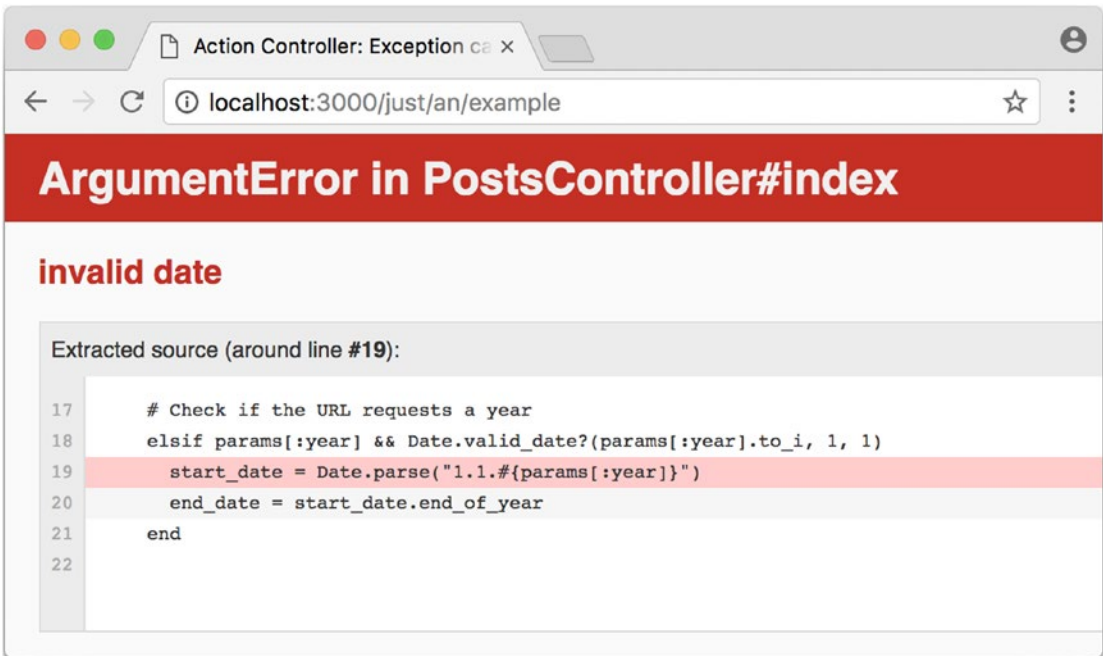 Action Controller: Exception ca
localhost:3000/just/an/example
ArgumentError in PostsController#index
invalid date
Extracted source (around line #19):
17 # Check if the URL requests a year
18 elsif params[:year] && Date.valid_date?(params[:year].to_i, 1, 1)
19 start_date = Date.parse("1.1.#{params[:year]}")
20 end_date = start_date.end_of_year
21 end
22